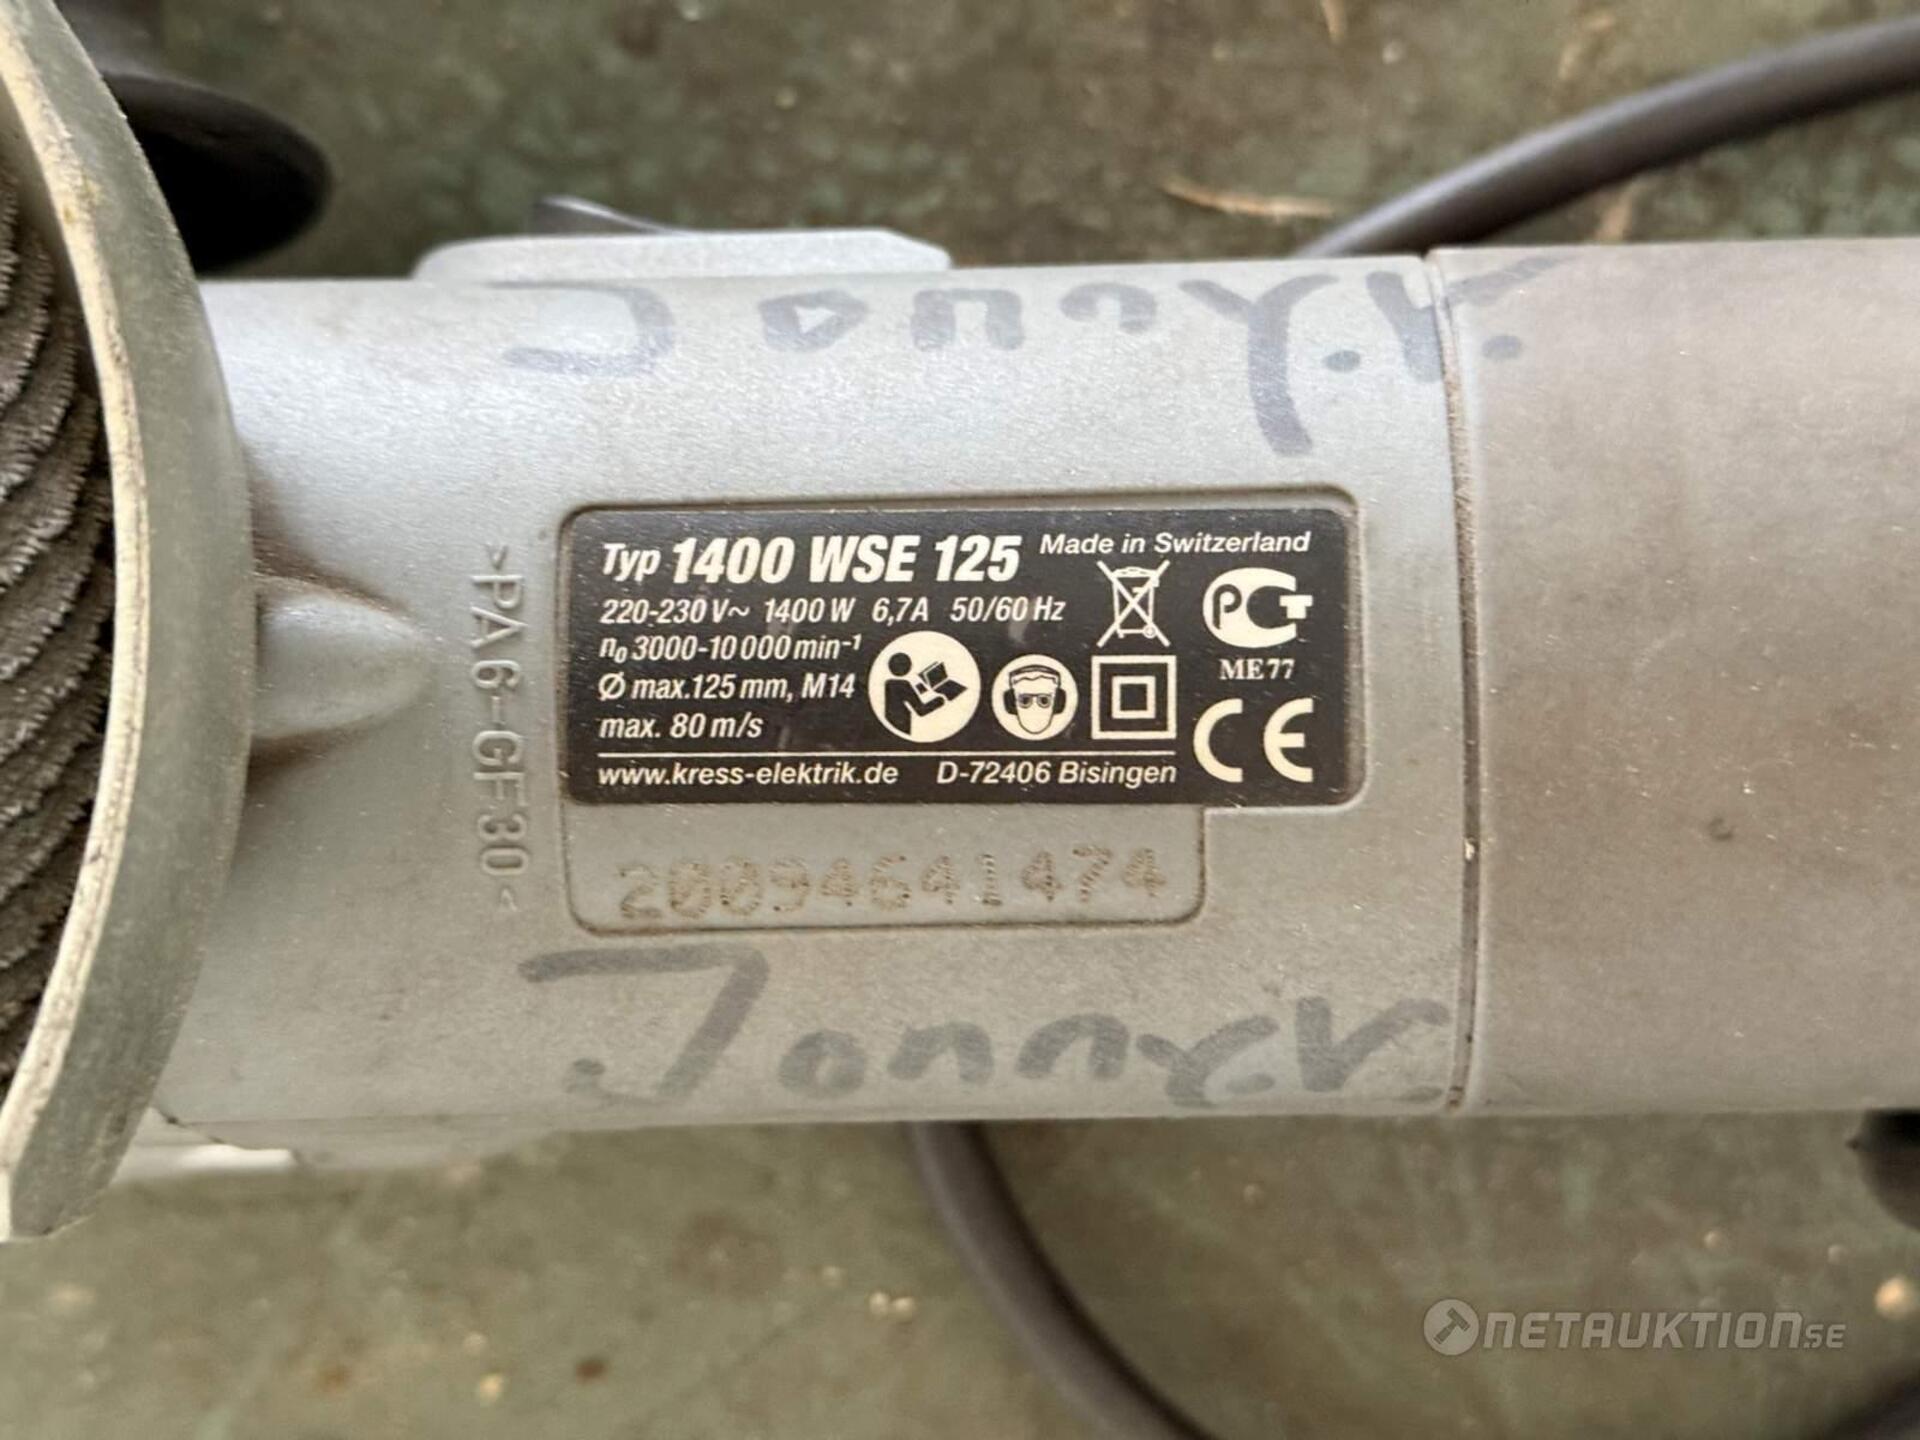 Typ 1400 WSE 125 Made in Switzerland
220-230 V~ 1400 W 6,7A 50/60 Hz
n₀ 3000-10 000 min⁻¹
Ø max.125 mm, M14
max. 80 m/s
PCT
ME77
CE
www.kress-elektrik.de D-72406 Bisingen
>PA6-GF30<
20094641474
NETAUKTION.SE